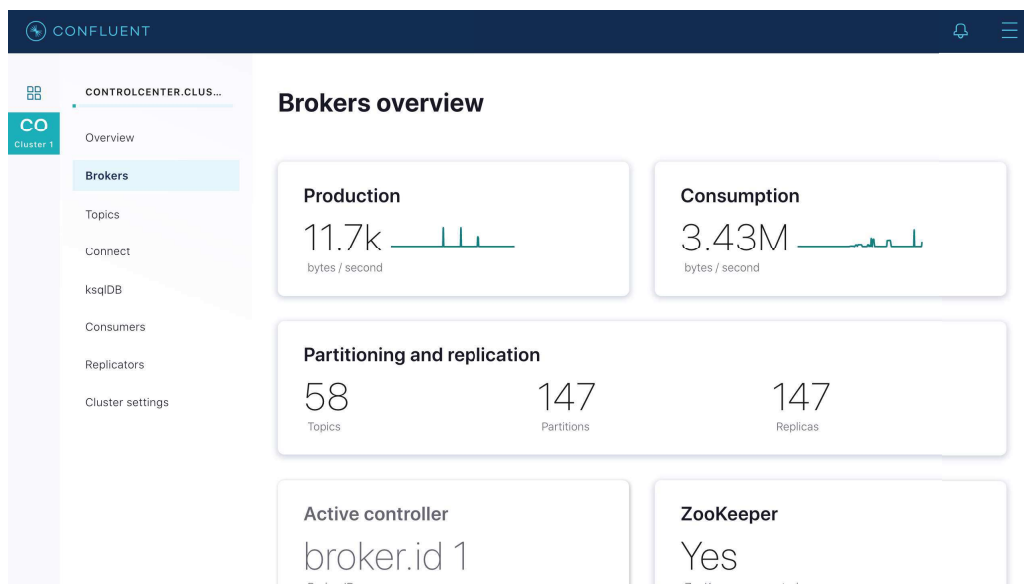 CONFLUENT
CONTROLCENTER.CLUS...
CO
Cluster 1
Overview
Brokers
Topics
Connect
ksqlDB
Consumers
Replicators
Cluster settings
Brokers overview
Production
11.7k
bytes / second
Consumption
3.43M
bytes / second
Partitioning and replication
58
Topics
147
Partitions
147
Replicas
Active controller
broker.id 1
ZooKeeper
Yes